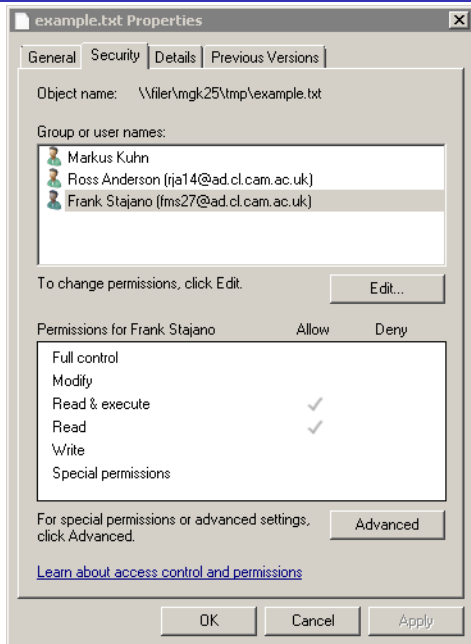 example.txt Properties
General Security Details Previous Versions
Object name: \\filer\mgk25\tmp\example.txt
Group or user names:
Markus Kuhn
Ross Anderson (rja14@ad.cl.cam.ac.uk)
Frank Stajano (fms27@ad.cl.cam.ac.uk)
To change permissions, click Edit.
Edit...
Permissions for Frank Stajano Allow Deny
Full control
Modify
Read & execute
Read
Write
Special permissions
For special permissions or advanced settings,
click Advanced.
Advanced
Learn about access control and permissions
OK Cancel Apply